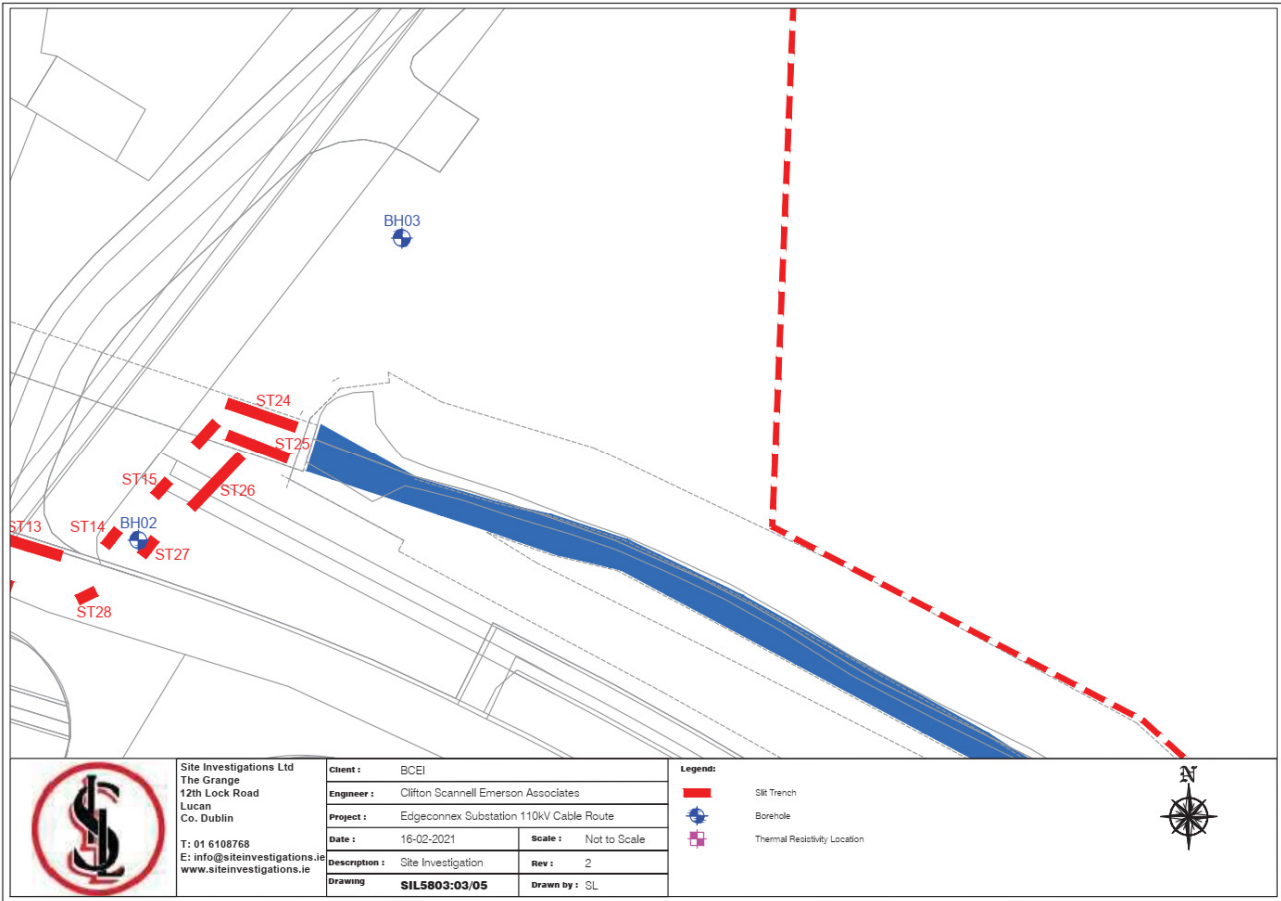 BH03
ST24
ST25
ST15
ST26
ST13
ST14
BH02
ST27
ST28
SIL
Site Investigations Ltd
The Grange
12th Lock Road
Lucan
Co. Dublin
T: 01 6108768
E: info@siteinvestigations.ie
www.siteinvestigations.ie
Client : BCEI
Engineer : Clifton Scannell Emerson Associates
Project : Edgeconnex Substation 110kV Cable Route
Date : 16-02-2021 Scale : Not to Scale
Description : Site Investigation Rev : 2
Drawing SIL5803:03/05 Drawn by : SL
Legend:
Slit Trench
Borehole
Thermal Resistivity Location
N